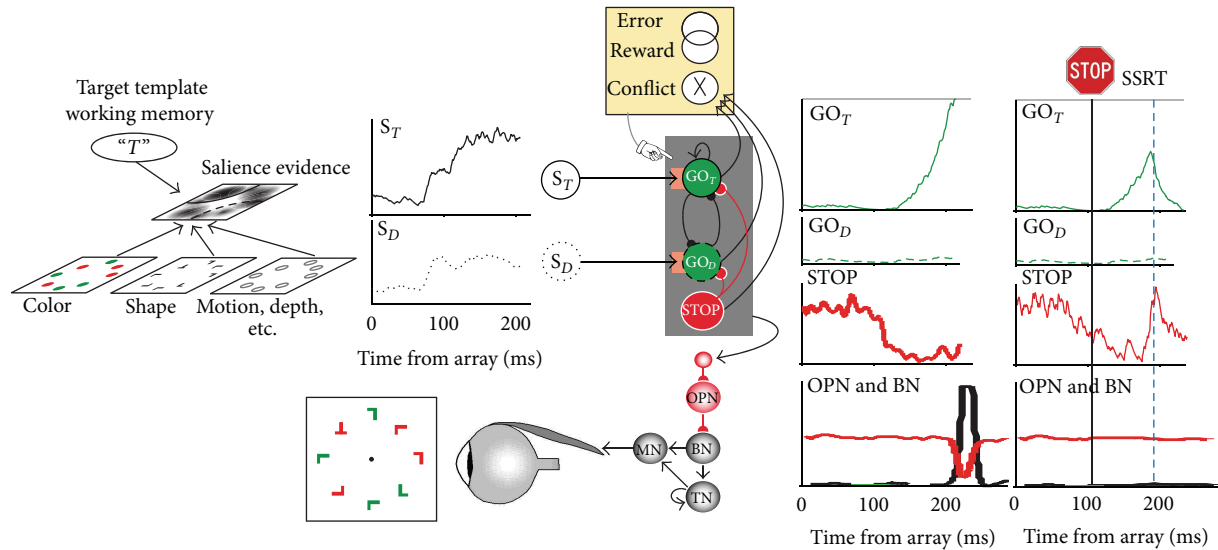 Target template
working memory
“T”
Salience evidence
Color
Shape
Motion, depth,
etc.
S_T
S_D
0
100
200
Time from array (ms)
Error
Reward
Conflict
S_T
GO_T
S_D
GO_D
STOP
OPN
MN
BN
TN
GO_T
GO_D
STOP
OPN and BN
0
100
200
Time from array (ms)
STOP
SSRT
GO_T
GO_D
STOP
OPN and BN
0
100
200
Time from array (ms)